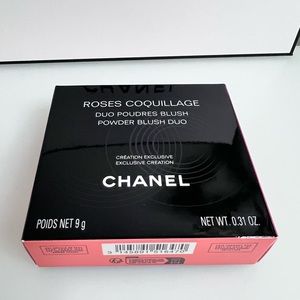 CHANEL
ROSES COQUILLAGE
DUO POUDRES BLUSH
POWDER BLUSH DUO
CRÉATION EXCLUSIVE
EXCLUSIVE CREATION
CHANEL
POIDS NET 9 g
NET WT. 0.31 OZ.